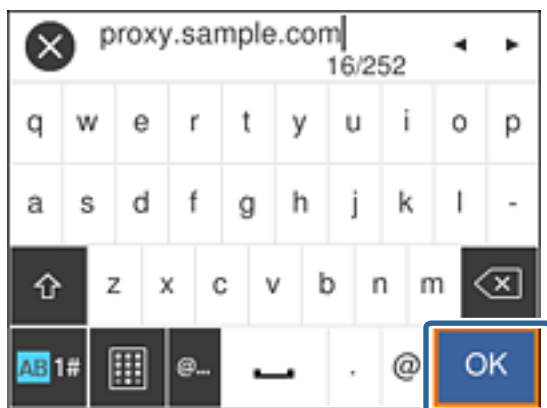 proxy.sample.com
16/252
q w e r t y u i o p
a s d f g h j k l -
z x c v b n m
AB 1# @... . @ OK